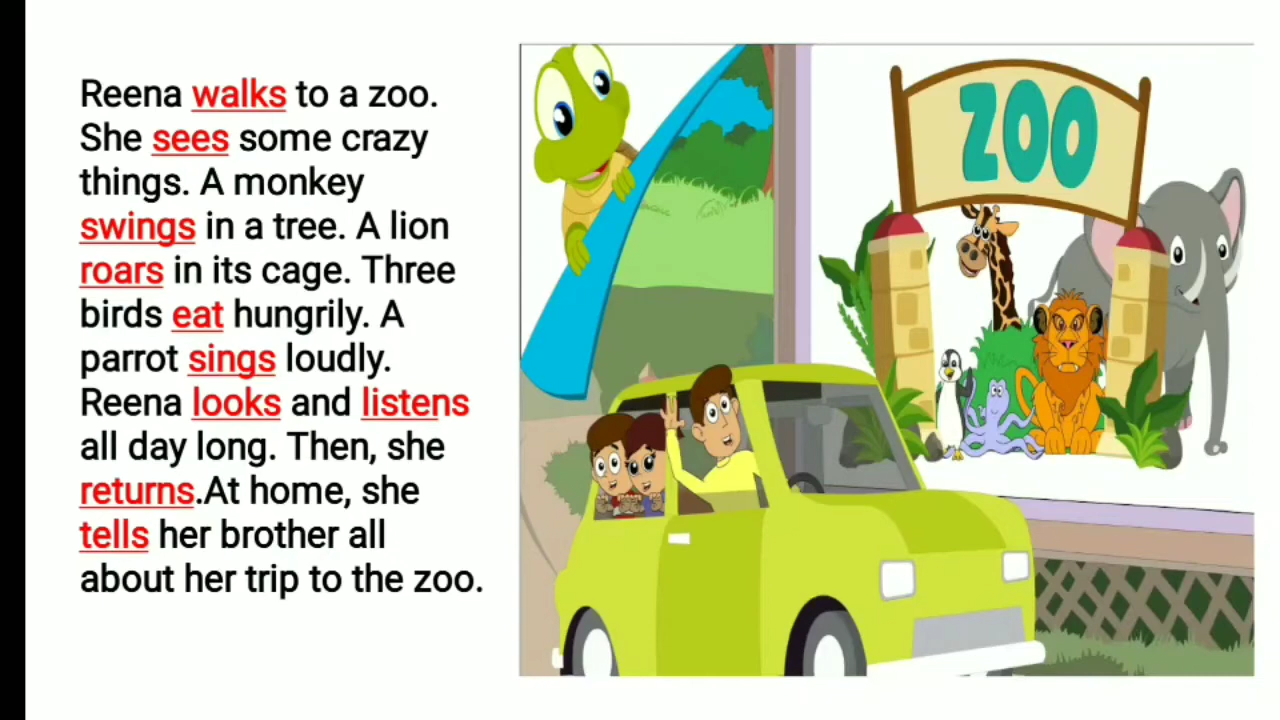 Reena walks to a zoo.
She sees some crazy
things. A monkey
swings in a tree. A lion
roars in its cage. Three
birds eat hungrily. A
parrot sings loudly.
Reena looks and listens
all day long. Then, she
returns.At home, she
tells her brother all
about her trip to the zoo.
ZOO